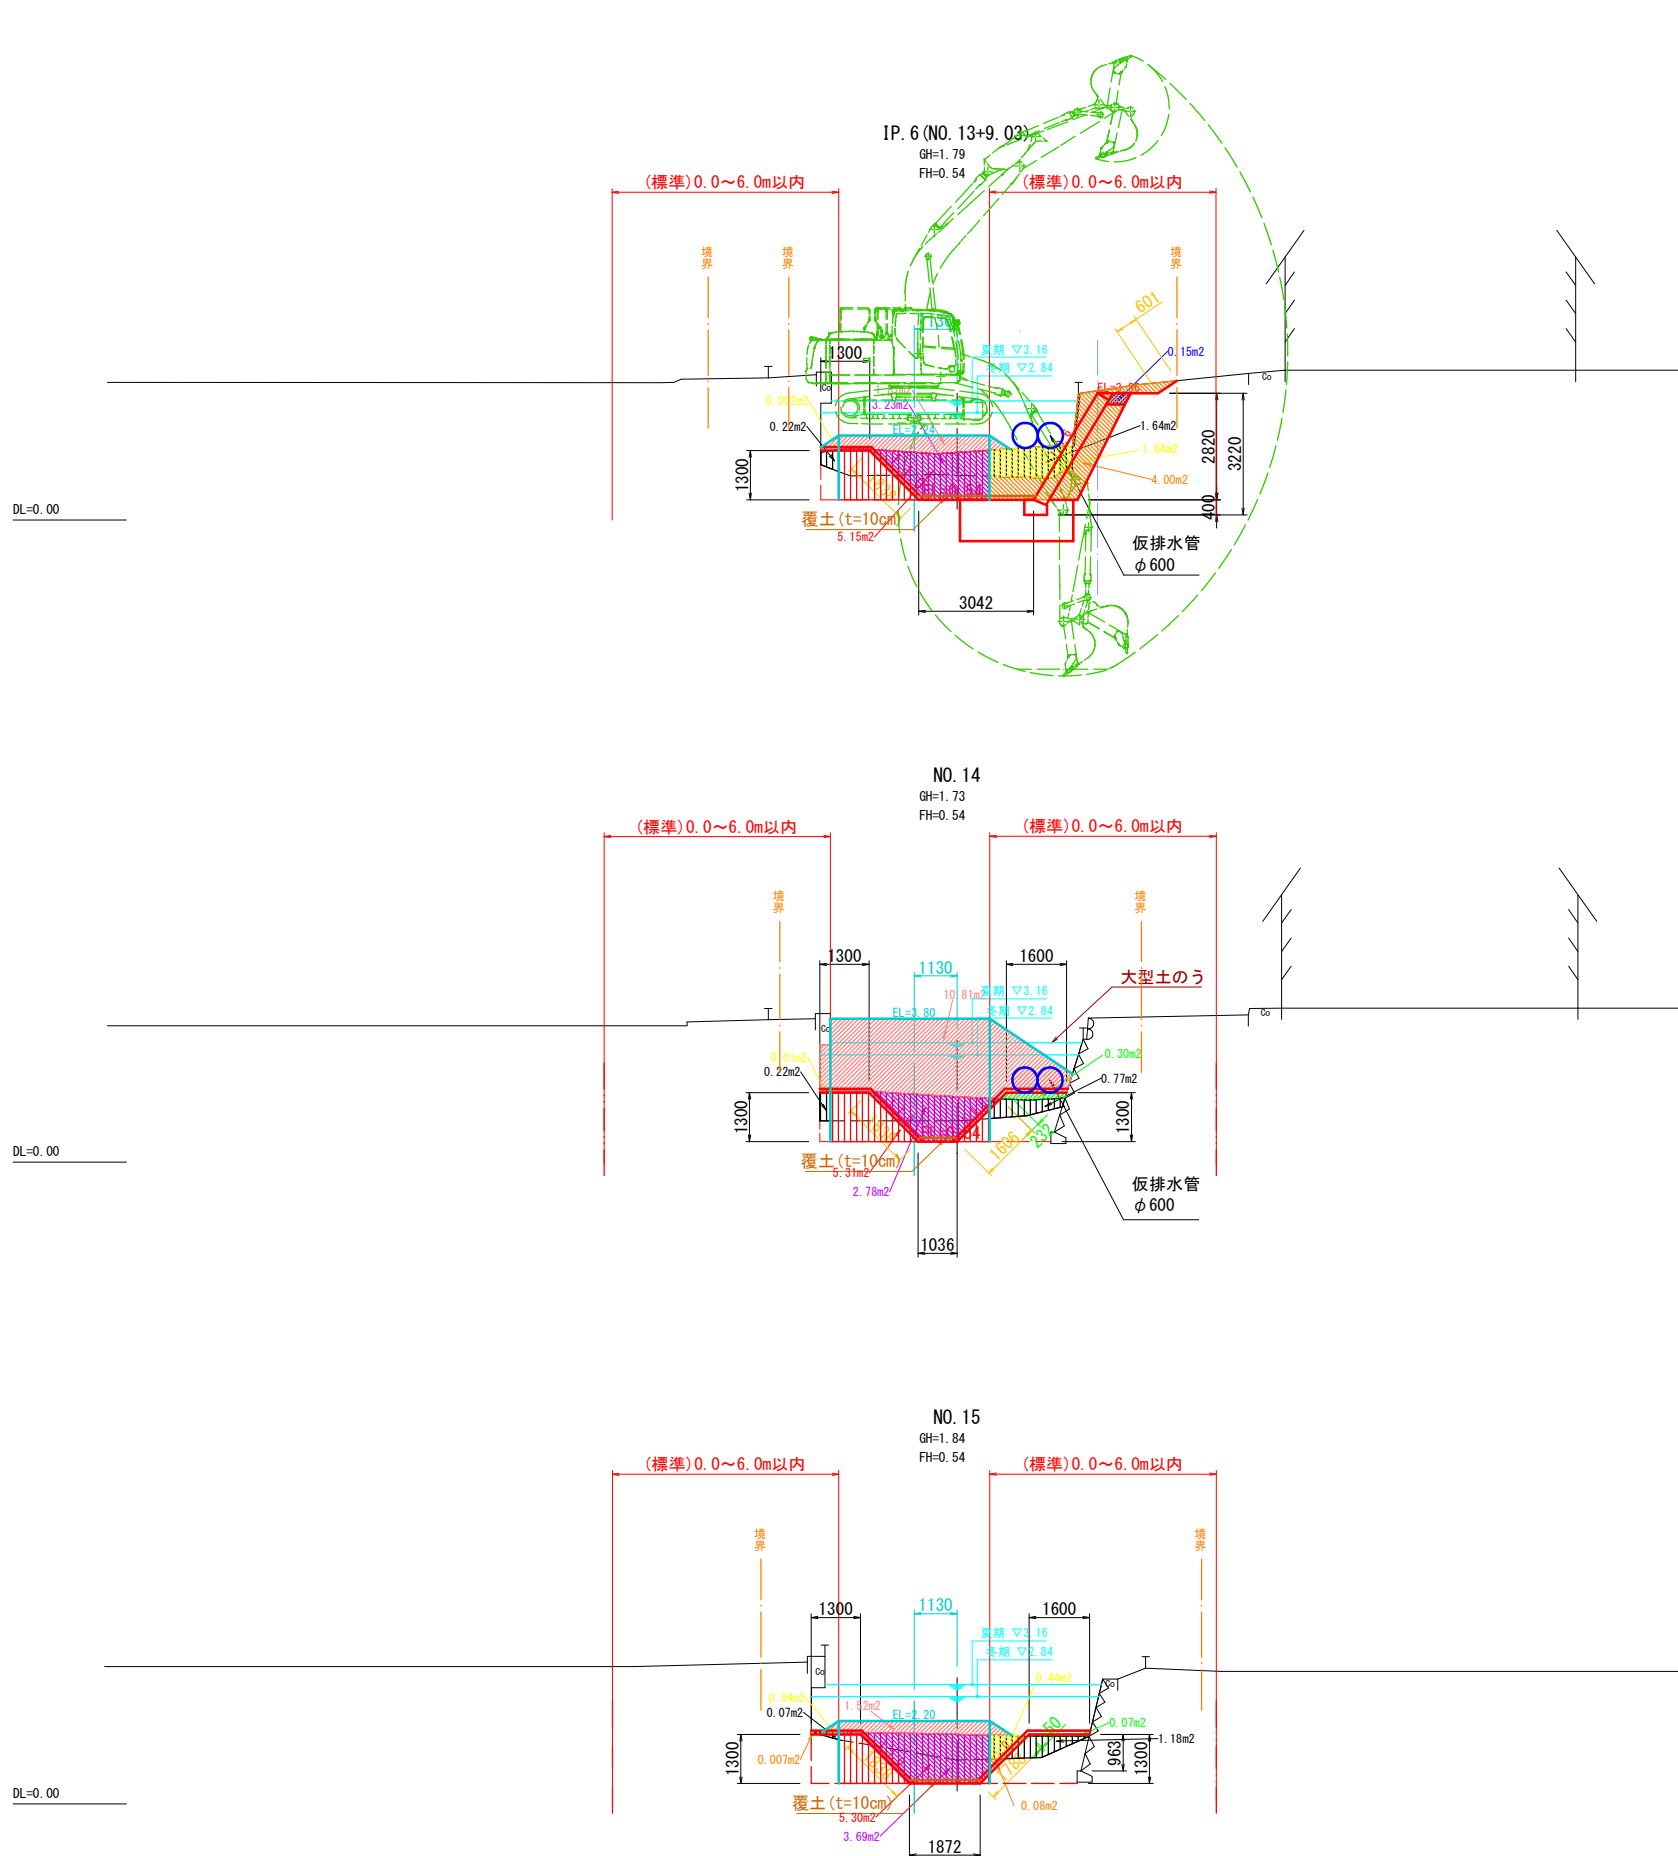 IP.6(NO.13+9.03)
GH=1.79
FH=0.54
(標準)0.0～6.0m以内
(標準)0.0～6.0m以内
境界
境界
境界
601
1130
1300
夏期 ▽3.16
冬期 ▽2.84
0.15m2
Co
Co
0.002m2
3.23m2
0.22m2
EL=2.24
1.64m2
1.64m2
4.00m2
1300
2820
3220
400
DL=0.00
覆土(t=10cm)
5.15m2
仮排水管
φ600
3042
NO.14
GH=1.73
FH=0.54
(標準)0.0～6.0m以内
(標準)0.0～6.0m以内
境界
境界
1300
1130
1600
大型土のう
10.81m2
夏期 ▽3.16
冬期 ▽2.84
EL=3.80
Co
Co
0.01m2
0.22m2
0.30m2
0.77m2
1300
1300
1606
232
DL=0.00
覆土(t=10cm)
5.31m2
2.78m2
仮排水管
φ600
1036
NO.15
GH=1.84
FH=0.54
(標準)0.0～6.0m以内
(標準)0.0～6.0m以内
境界
境界
1300
1130
1600
夏期 ▽3.16
冬期 ▽2.84
Co
Co
0.44m2
0.04m2
0.07m2
1.52m2
EL=2.20
0.07m2
1.18m2
0.007m2
1300
963
1300
DL=0.00
覆土(t=10cm)
5.30m2
3.69m2
0.08m2
1872